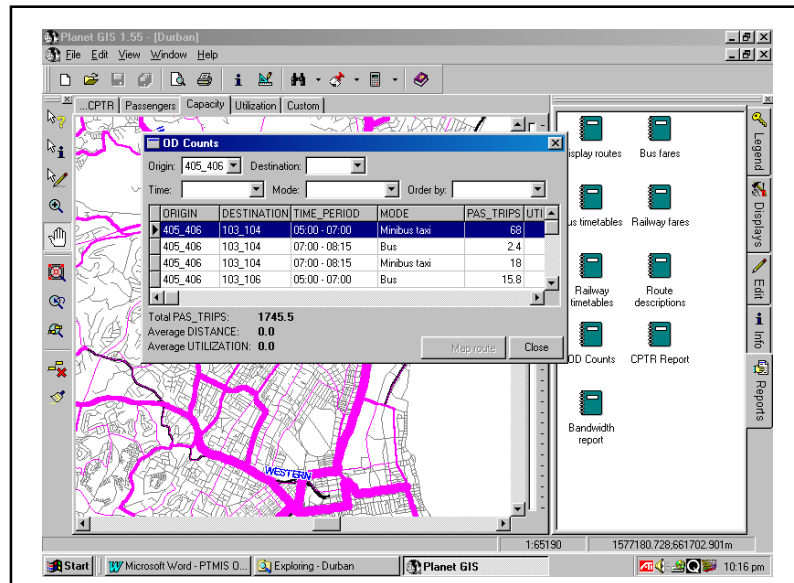 Planet GIS 1.55 - [Durban]
File Edit View Window Help
...CPTR Passengers Capacity Utilization Custom
OD Counts
Origin: 405_406 Destination:
Time: Mode: Order by:
ORIGIN DESTINATION TIME_PERIOD MODE PAS_TRIPS UTI
405_406 103_104 05:00 - 07:00 Minibus taxi 68
405_406 103_104 07:00 - 08:15 Bus 2.4
405_406 103_104 07:00 - 08:15 Minibus taxi 18
405_406 103_106 05:00 - 07:00 Bus 15.8
Total PAS_TRIPS: 1745.5
Average DISTANCE: 0.0
Average UTILIZATION: 0.0
Map route Close
WESTERN
isplay routes Bus fares
us timetables Railway fares
Railway timetables Route descriptions
OD Counts CPTR Report
Bandwidth report
Legend
Displays
Edit
Info
Reports
1:65190 1577180.728;661702.901m
Start Microsoft Word - PTMIS O... Exploring - Durban Planet GIS 10:16 pm